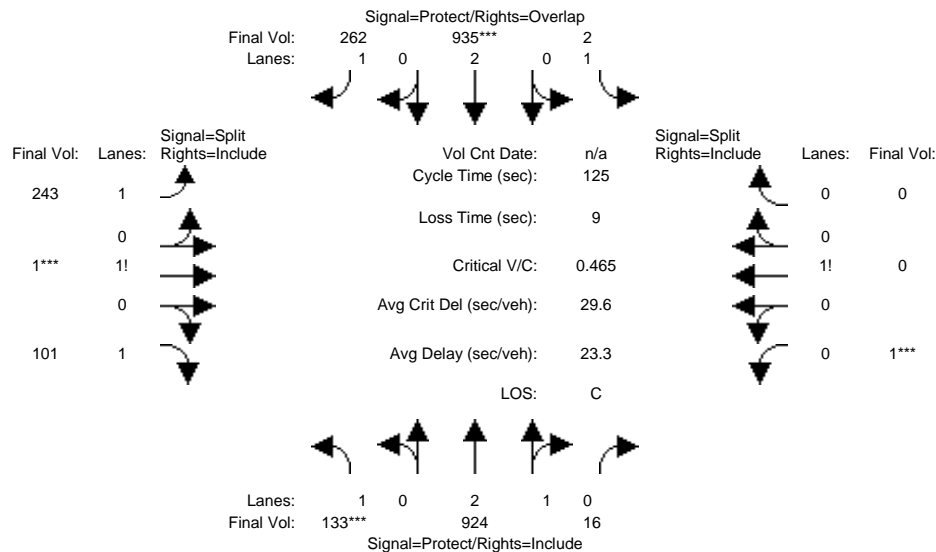 Signal=Protect/Rights=Overlap
Final Vol: 262 935*** 2
Lanes: 1 0 2 0 1
Signal=Split Signal=Split
Final Vol: Lanes: Rights=Include Vol Cnt Date: n/a Rights=Include Lanes: Final Vol:
Cycle Time (sec): 125
243 1 0 0
Loss Time (sec): 9
0 0
1*** 1! Critical V/C: 0.465 1! 0
0 Avg Crit Del (sec/veh): 29.6 0
101 1 Avg Delay (sec/veh): 23.3 0 1***
LOS: C
Lanes: 1 0 2 1 0
Final Vol: 133*** 924 16
Signal=Protect/Rights=Include